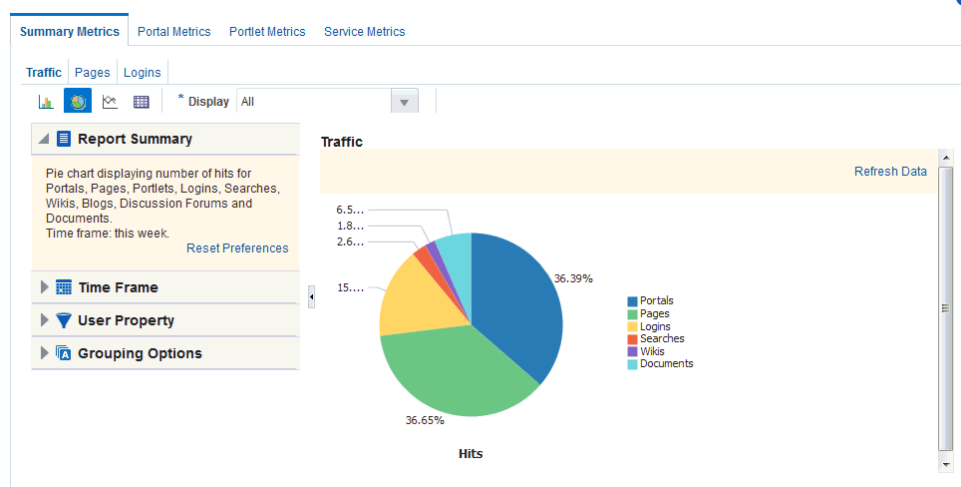 Summary Metrics Portal Metrics Portlet Metrics Service Metrics
Traffic Pages Logins
* Display All
Report Summary
Pie chart displaying number of hits for
Portals, Pages, Portlets, Logins, Searches,
Wikis, Blogs, Discussion Forums and
Documents.
Time frame: this week.
Reset Preferences
Time Frame
User Property
A Grouping Options
Traffic
Refresh Data
6.5...
1.8...
2.6...
15....
36.39%
36.65%
Hits
Portals
Pages
Logins
Searches
Wikis
Documents